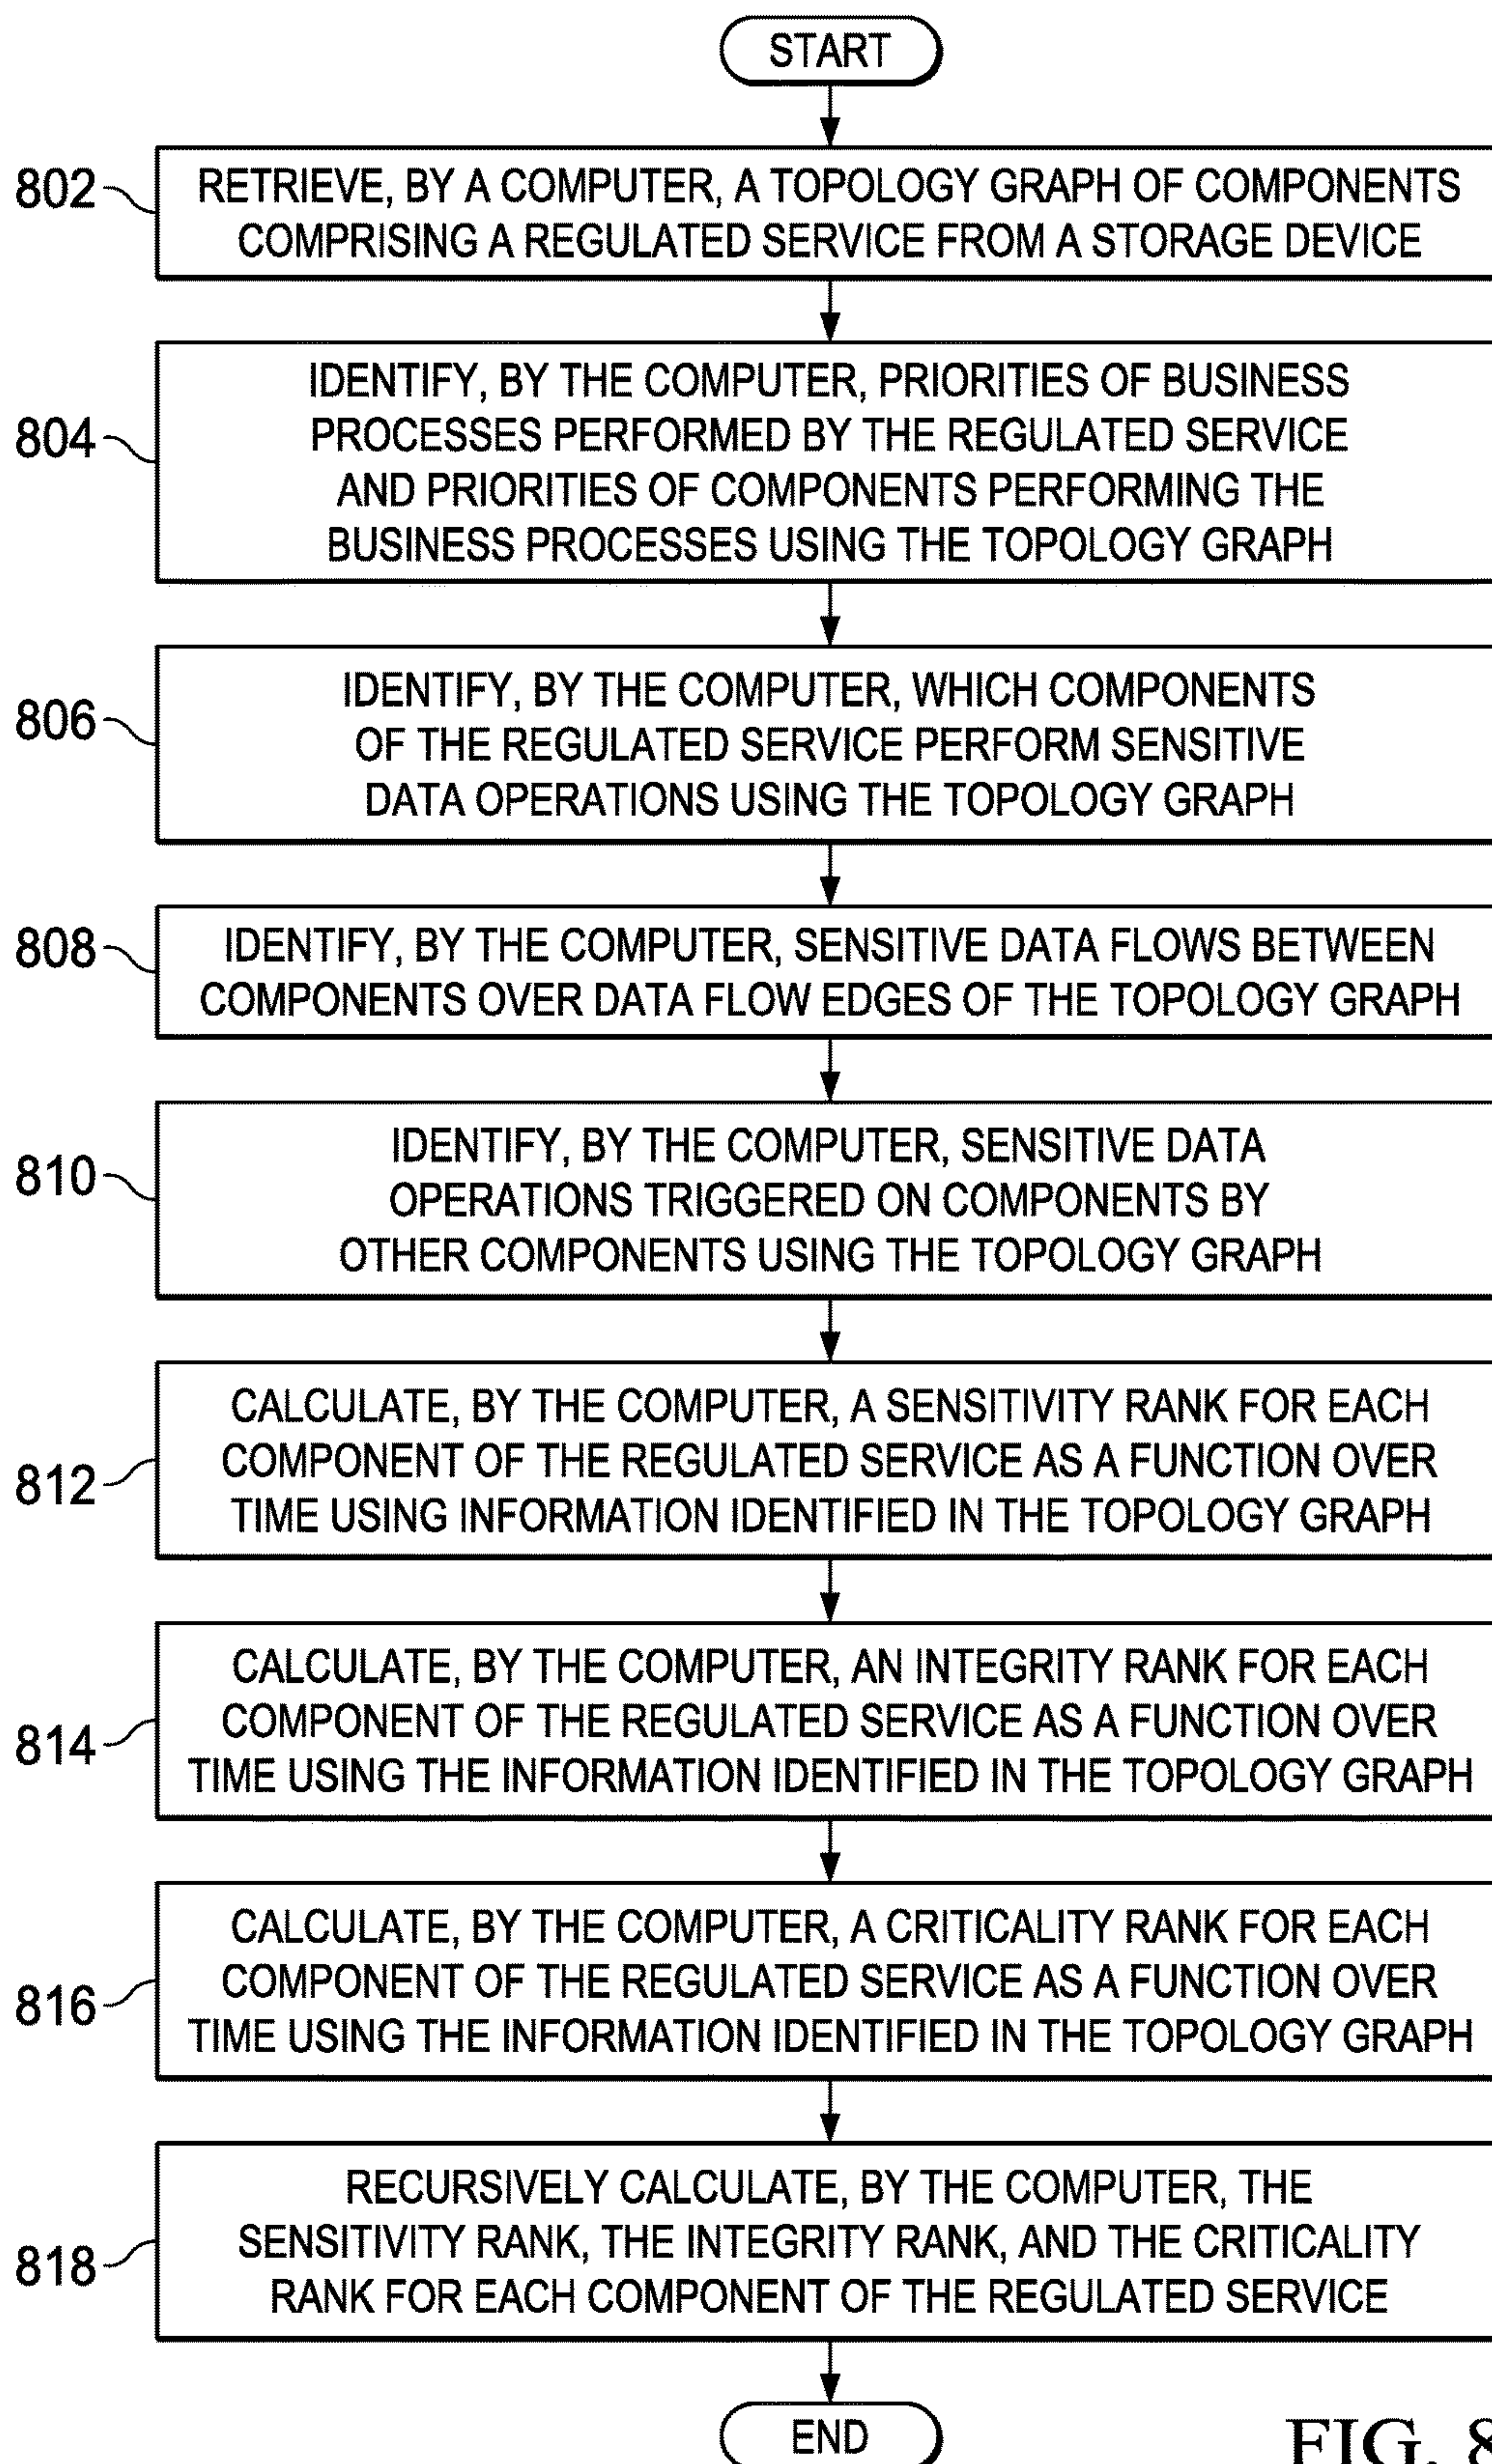 START
802
RETRIEVE, BY A COMPUTER, A TOPOLOGY GRAPH OF COMPONENTS
COMPRISING A REGULATED SERVICE FROM A STORAGE DEVICE
804
IDENTIFY, BY THE COMPUTER, PRIORITIES OF BUSINESS
PROCESSES PERFORMED BY THE REGULATED SERVICE
AND PRIORITIES OF COMPONENTS PERFORMING THE
BUSINESS PROCESSES USING THE TOPOLOGY GRAPH
806
IDENTIFY, BY THE COMPUTER, WHICH COMPONENTS
OF THE REGULATED SERVICE PERFORM SENSITIVE
DATA OPERATIONS USING THE TOPOLOGY GRAPH
808
IDENTIFY, BY THE COMPUTER, SENSITIVE DATA FLOWS BETWEEN
COMPONENTS OVER DATA FLOW EDGES OF THE TOPOLOGY GRAPH
810
IDENTIFY, BY THE COMPUTER, SENSITIVE DATA
OPERATIONS TRIGGERED ON COMPONENTS BY
OTHER COMPONENTS USING THE TOPOLOGY GRAPH
812
CALCULATE, BY THE COMPUTER, A SENSITIVITY RANK FOR EACH
COMPONENT OF THE REGULATED SERVICE AS A FUNCTION OVER
TIME USING INFORMATION IDENTIFIED IN THE TOPOLOGY GRAPH
814
CALCULATE, BY THE COMPUTER, AN INTEGRITY RANK FOR EACH
COMPONENT OF THE REGULATED SERVICE AS A FUNCTION OVER
TIME USING THE INFORMATION IDENTIFIED IN THE TOPOLOGY GRAPH
816
CALCULATE, BY THE COMPUTER, A CRITICALITY RANK FOR EACH
COMPONENT OF THE REGULATED SERVICE AS A FUNCTION OVER
TIME USING THE INFORMATION IDENTIFIED IN THE TOPOLOGY GRAPH
818
RECURSIVELY CALCULATE, BY THE COMPUTER, THE
SENSITIVITY RANK, THE INTEGRITY RANK, AND THE CRITICALITY
RANK FOR EACH COMPONENT OF THE REGULATED SERVICE
END
FIG. 8